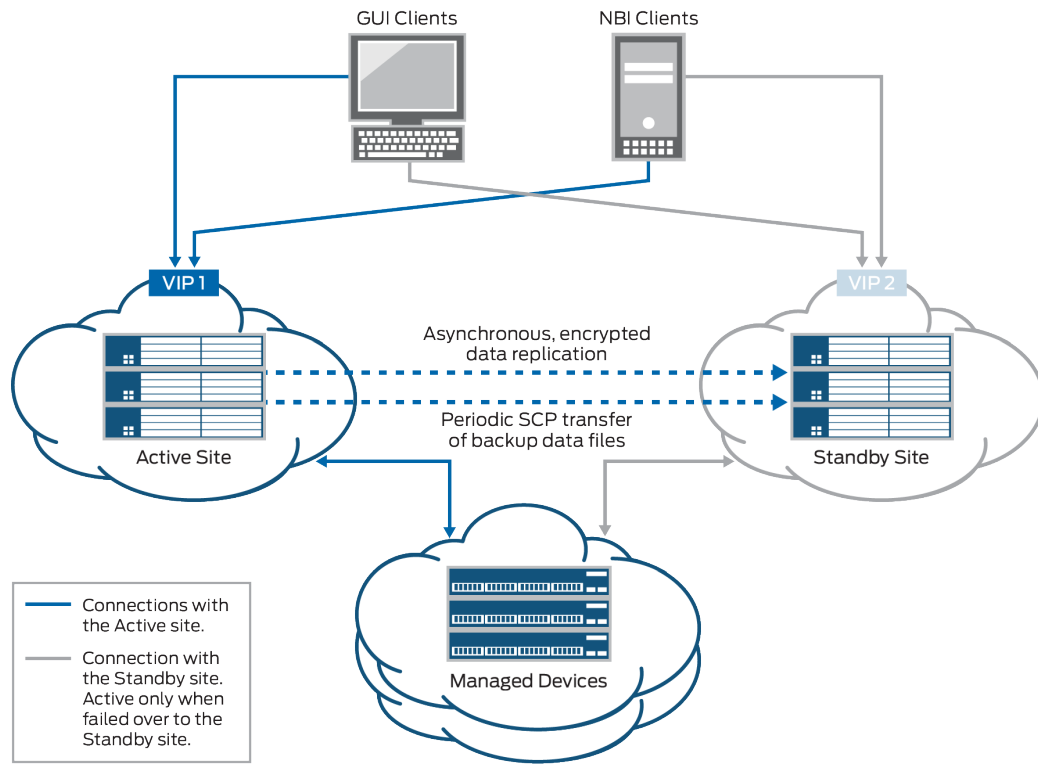 GUI Clients
NBI Clients
VIP 1
VIP 2
Asynchronous, encrypted
data replication
Periodic SCP transfer
of backup data files
Active Site
Standby Site
Managed Devices
Connections with
the Active site.
Connection with
the Standby site.
Active only when
failed over to the
Standby site.